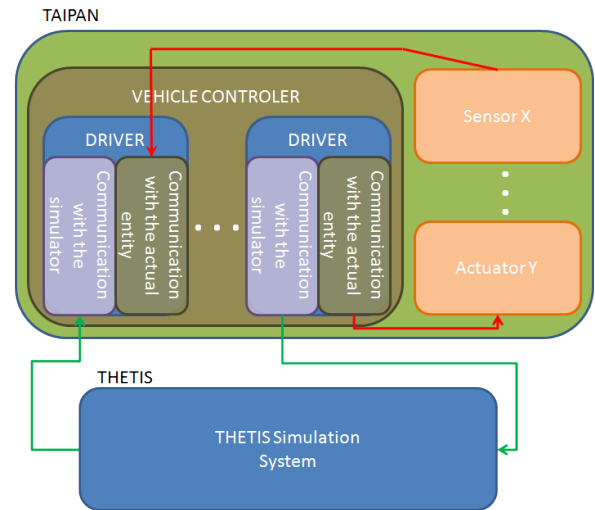 TAIPAN
VEHICLE CONTROLER
DRIVER
Communication
with the
simulator
Communication
with the actual
entity
DRIVER
Communication
with the
simulator
Communication
with the actual
entity
Sensor X
Actuator Y
THETIS
THETIS Simulation
System